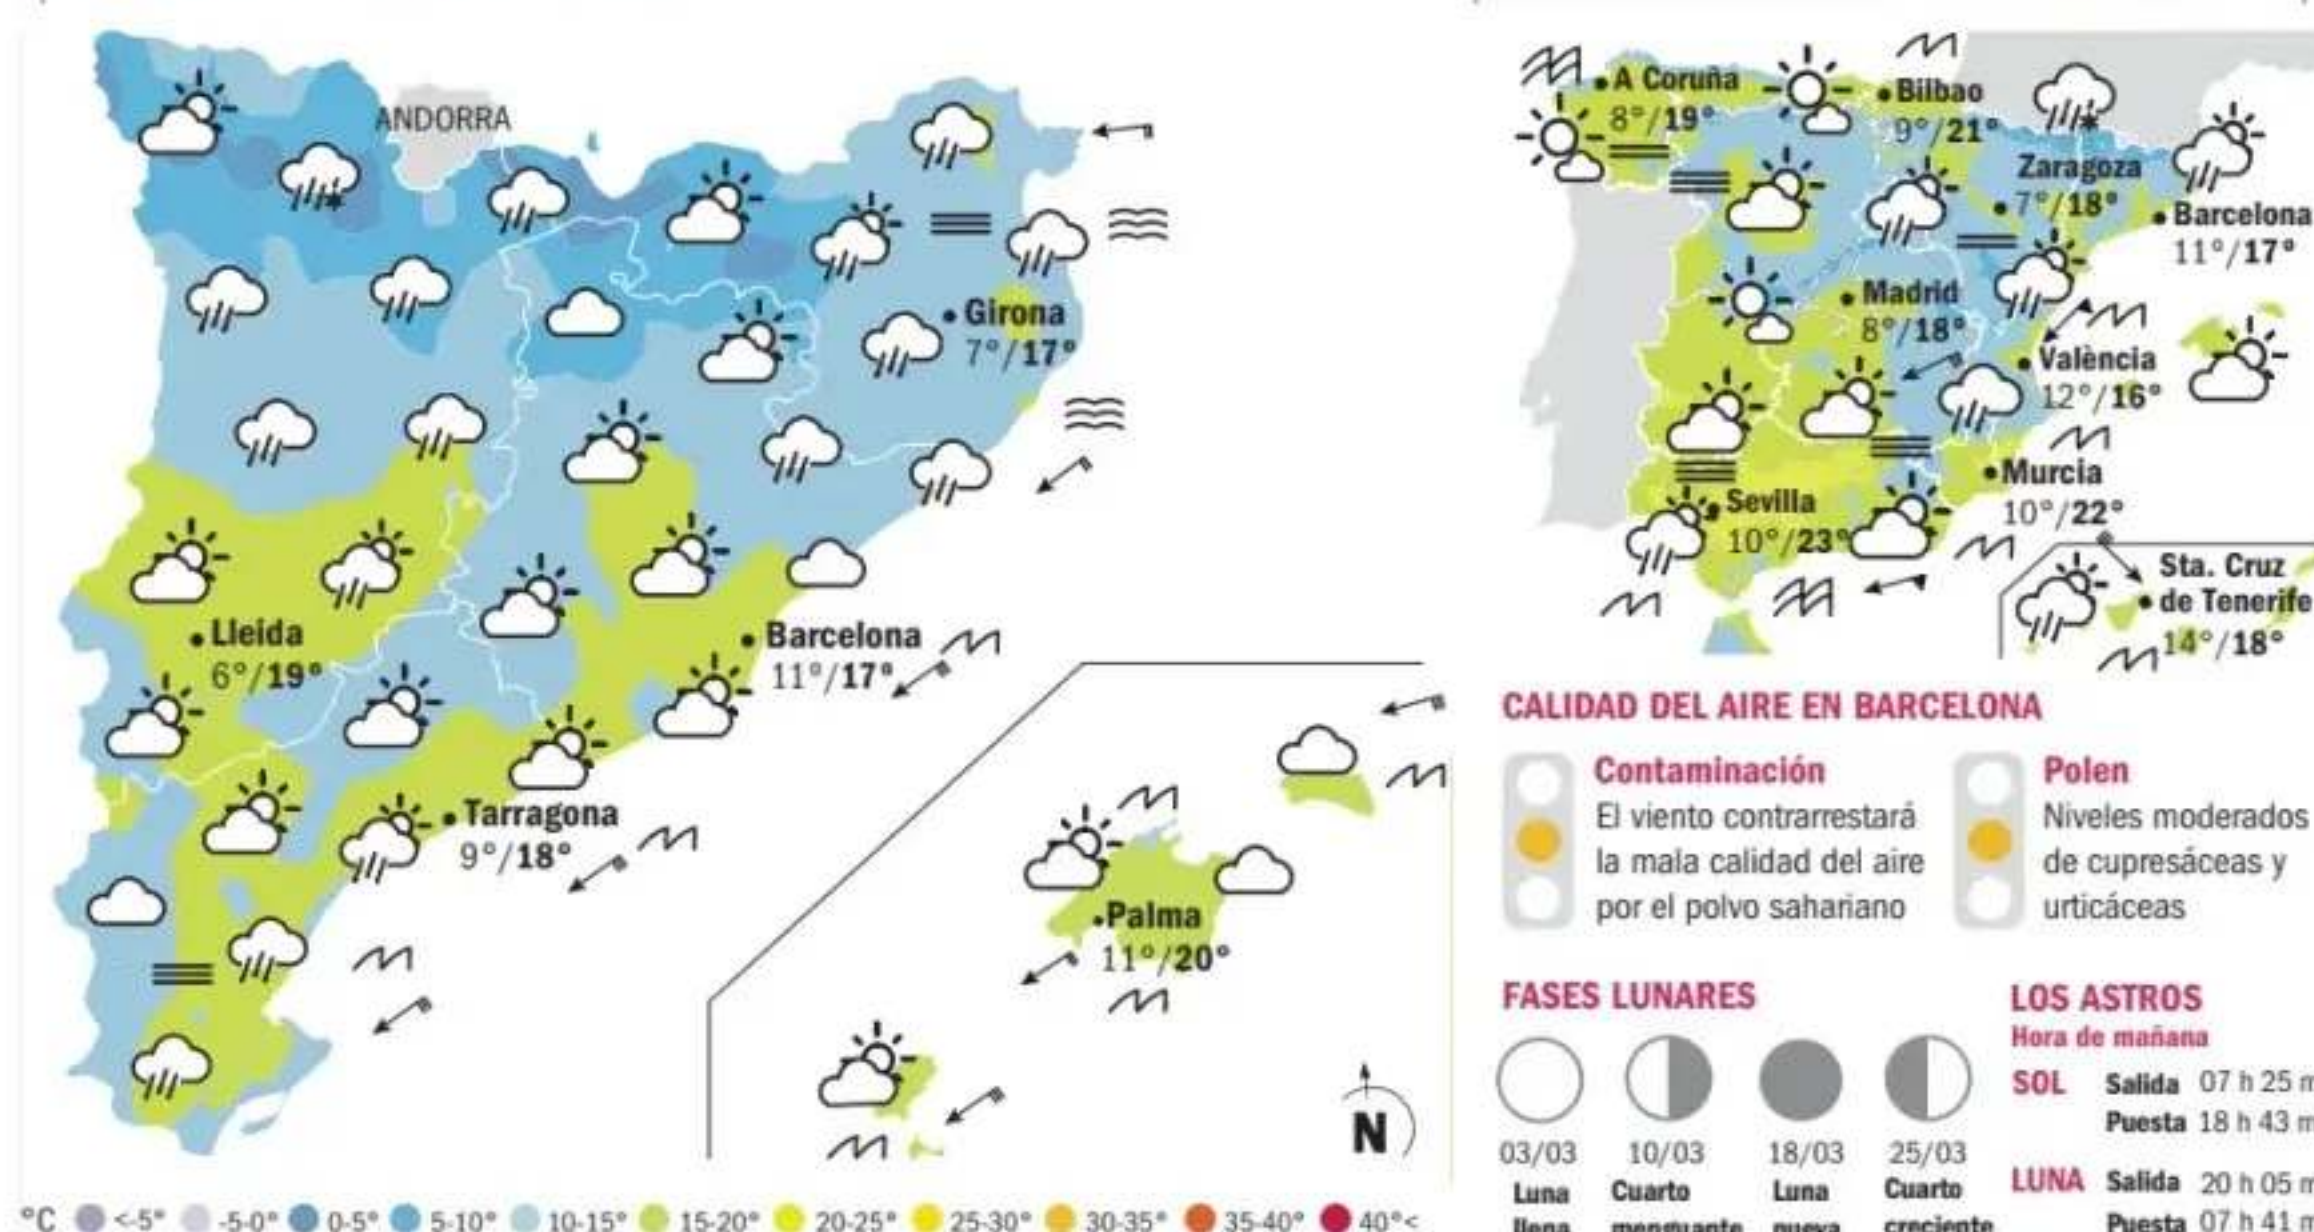 ANDORRA
Girona
7°/17°
Lleida
6°/19°
Barcelona
11°/17°
Tarragona
9°/18°
Palma
11°/20°
N
°C <-5° -5-0° 0-5° 5-10° 10-15° 15-20° 20-25° 25-30° 30-35° 35-40° 40°<
A Coruña
8°/19°
Bilbao
9°/21°
Zaragoza
7°/18°
Barcelona
11°/17°
Madrid
8°/18°
València
12°/16°
Murcia
10°/22°
Sevilla
10°/23°
Sta. Cruz
de Tenerife
14°/18°
CALIDAD DEL AIRE EN BARCELONA
Contaminación
El viento contrarrestará
la mala calidad del aire
por el polvo sahariano
Polen
Niveles moderados
de cupresáceas y
urticáceas
FASES LUNARES
03/03 10/03 18/03 25/03
Luna Cuarto Luna Cuarto
llena menguante nueva creciente
LOS ASTROS
Hora de mañana
SOL Salida 07 h 25 m
Puesta 18 h 43 m
LUNA Salida 20 h 05 m
Puesta 07 h 41 m